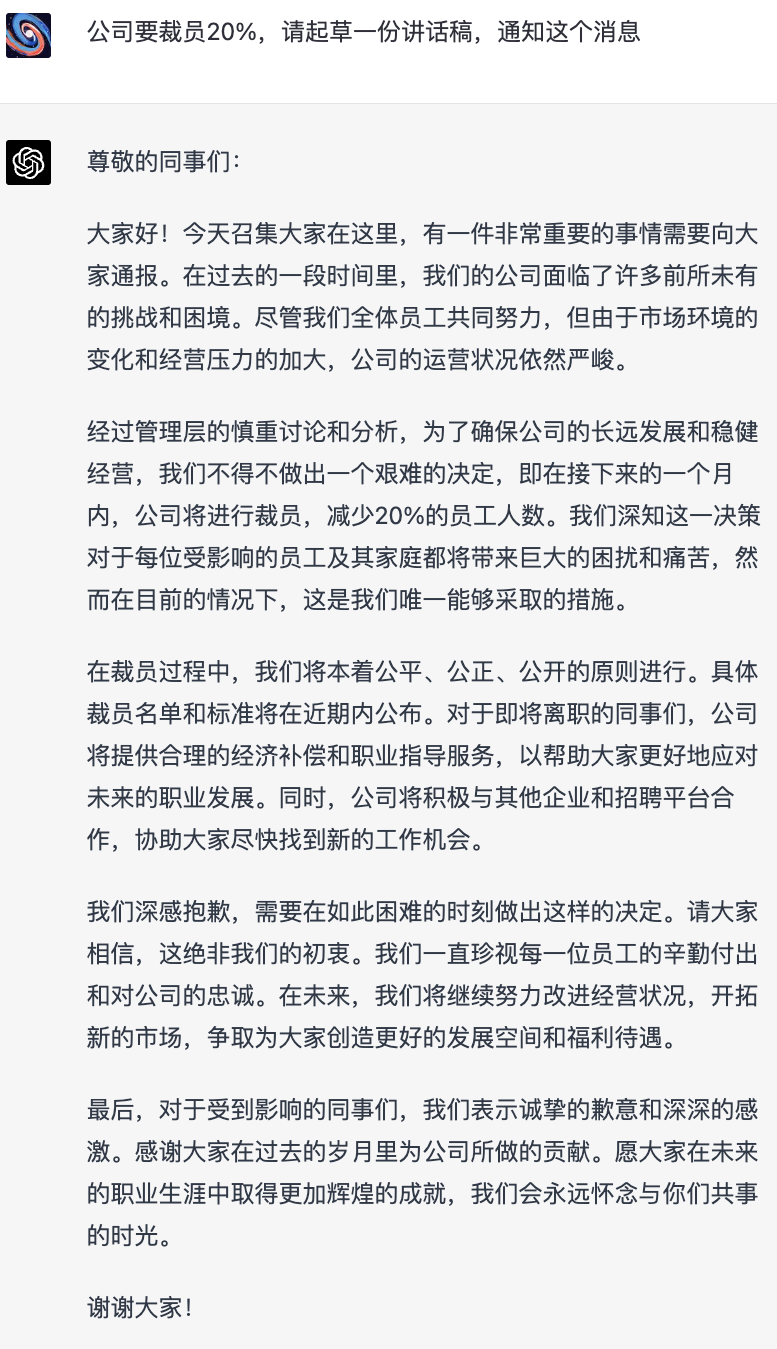 公司要裁员20%，请起草一份讲话稿，通知这个消息
尊敬的同事们：
大家好！今天召集大家在这里，有一件非常重要的事情需要向大
家通报。在过去的一段时间里，我们的公司面临了许多前所未有
的挑战和困境。尽管我们全体员工共同努力，但由于市场环境的
变化和经营压力的加大，公司的运营状况依然严峻。
经过管理层的慎重讨论和分析，为了确保公司的长远发展和稳健
经营，我们不得不做出一个艰难的决定，即在接下来的一个月
内，公司将进行裁员，减少20%的员工人数。我们深知这一决策
对于每位受影响的员工及其家庭都将带来巨大的困扰和痛苦，然
而在目前的情况下，这是我们唯一能够采取的措施。
在裁员过程中，我们将本着公平、公正、公开的原则进行。具体
裁员名单和标准将在近期内公布。对于即将离职的同事们，公司
将提供合理的经济补偿和职业指导服务，以帮助大家更好地应对
未来的职业发展。同时，公司将积极与其他企业和招聘平台合
作，协助大家尽快找到新的工作机会。
我们深感抱歉，需要在如此困难的时刻做出这样的决定。请大家
相信，这绝非我们的初衷。我们一直珍视每一位员工的辛勤付出
和对公司的忠诚。在未来，我们将继续努力改进经营状况，开拓
新的市场，争取为大家创造更好的发展空间和福利待遇。
最后，对于受到影响的同事们，我们表示诚挚的歉意和深深的感
激。感谢大家在过去的岁月里为公司所做的贡献。愿大家在未来
的职业生涯中取得更加辉煌的成就，我们会永远怀念与你们共事
的时光。
谢谢大家！